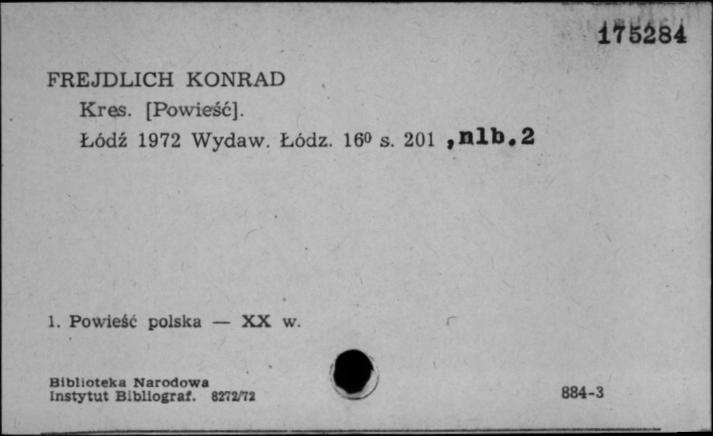 175284
FREJDLICH KONRAD
Kres. [Powieść].
Łódź 1972 Wydaw. Łódz. 16⁰ s. 201 ,nlb.2
1. Powieść polska — XX w.
Biblioteka Narodowa
Instytut Bibliograf. 8272/72
884-3